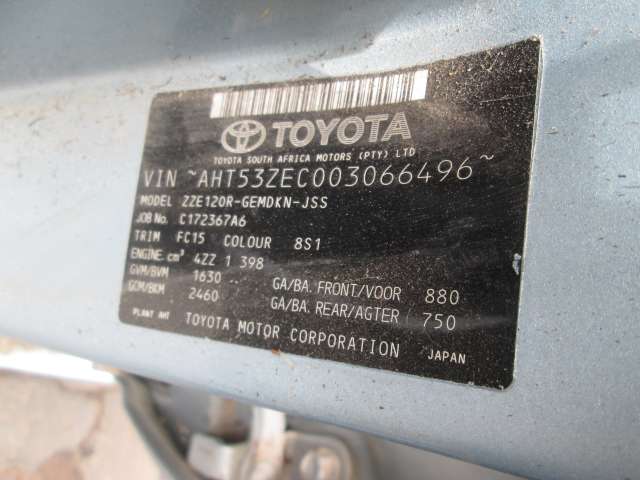 TOYOTA
TOYOTA SOUTH AFRICA MOTORS (PTY) LTD
VIN ~AHT53ZEC003066496~
MODEL ZZE120R-GEMDKN-JSS
JOB No. C172367A6
TRIM FC15 COLOUR 8S1
ENGINE.cm³ 4ZZ 1 398
GVM/BVM 1630 GA/BA. FRONT/VOOR 880
GCM/BKM 2460 GA/BA. REAR/AGTER 750
PLANT AHT TOYOTA MOTOR CORPORATION JAPAN